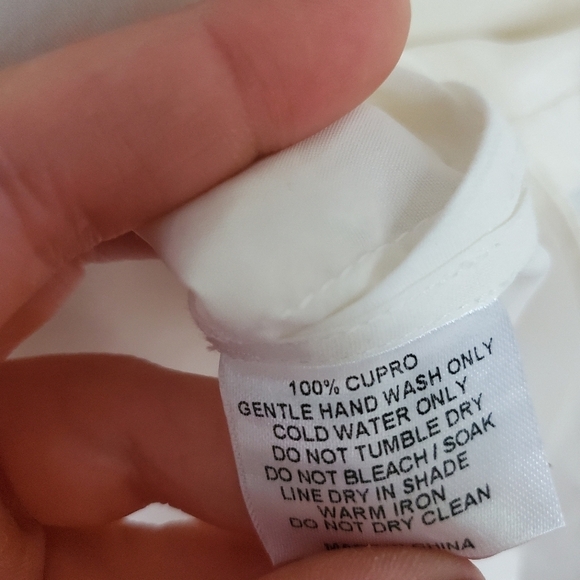 100% CUPRO
GENTLE HAND WASH ONLY
COLD WATER ONLY
DO NOT TUMBLE DRY
DO NOT BLEACH / SOAK
LINE DRY IN SHADE
WARM IRON
DO NOT DRY CLEAN
CHINA